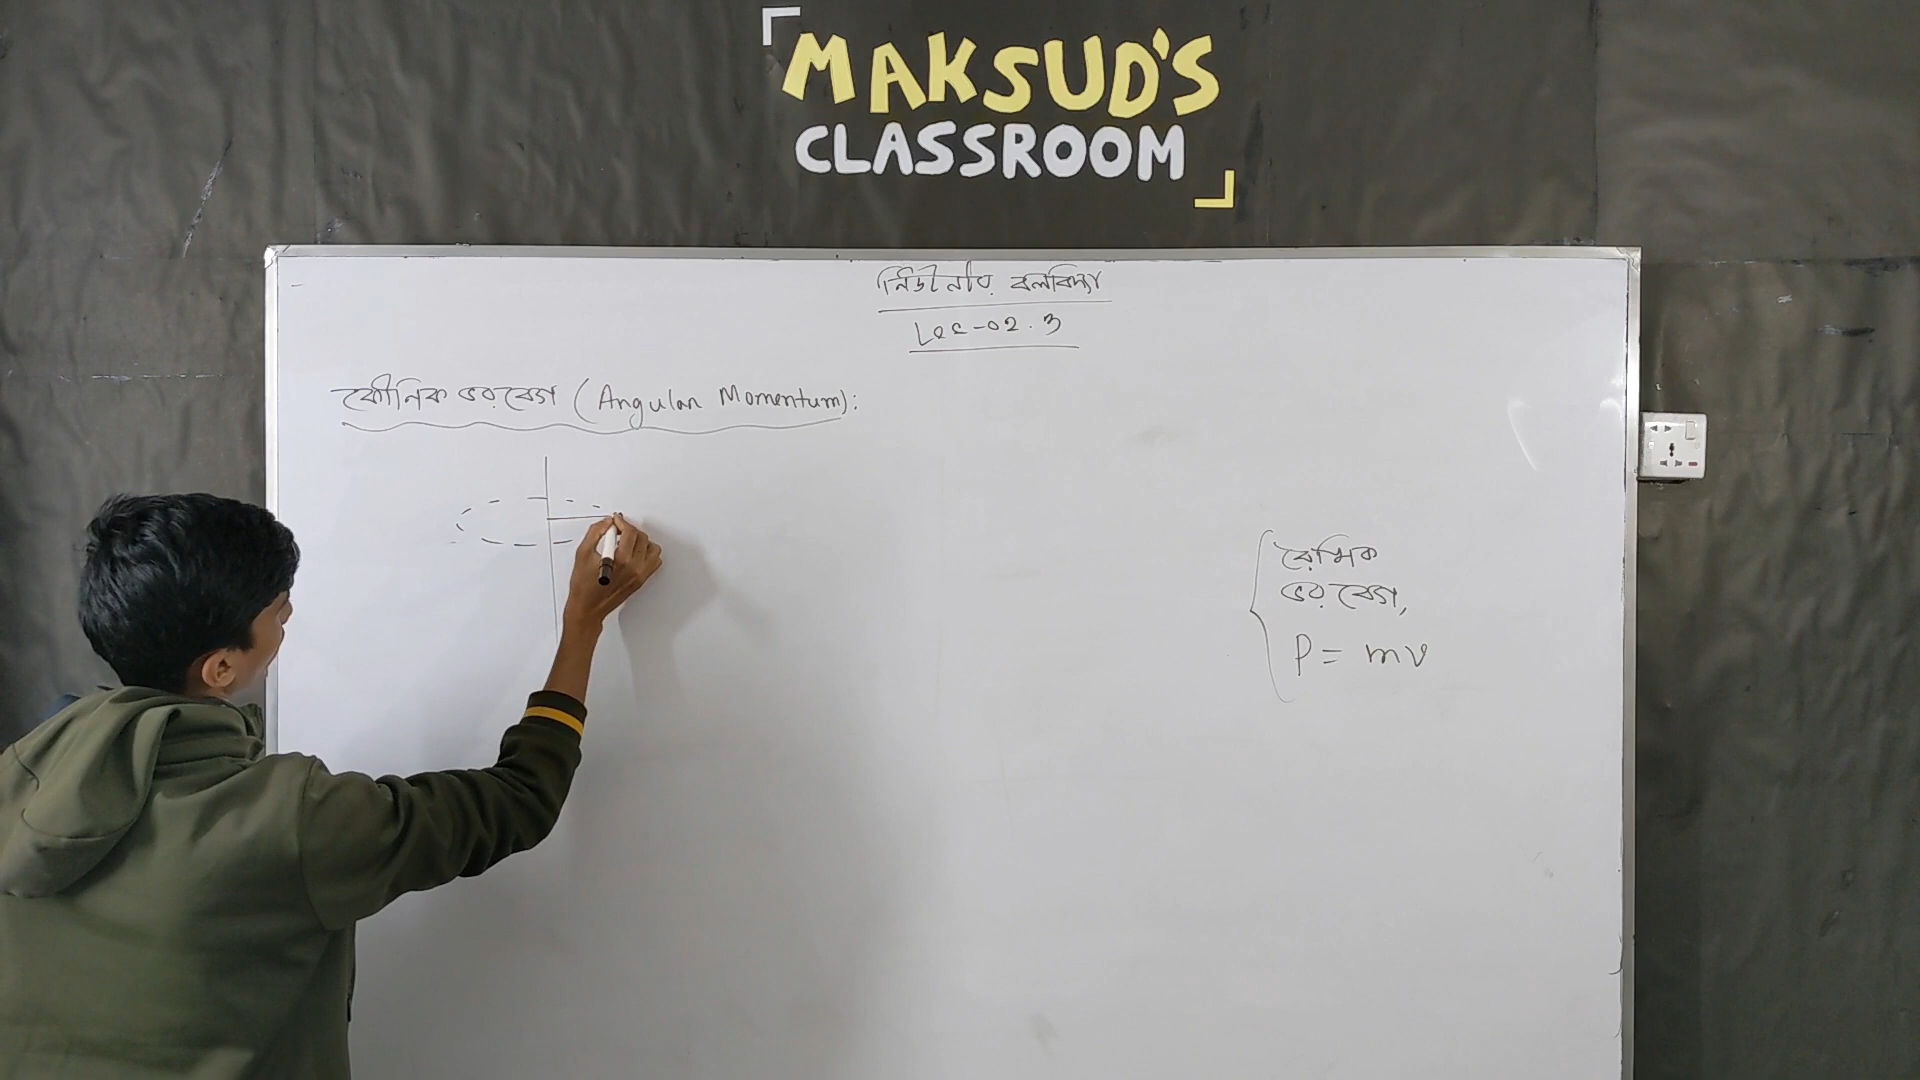 MAKSUD'S
CLASSROOM
নিউটনীয় বলবিদ্যা
Lec-02.3
কৌনিক ভরবেগ (Angular Momentum):
রৈখিক
ভরবেগ,
P = mv